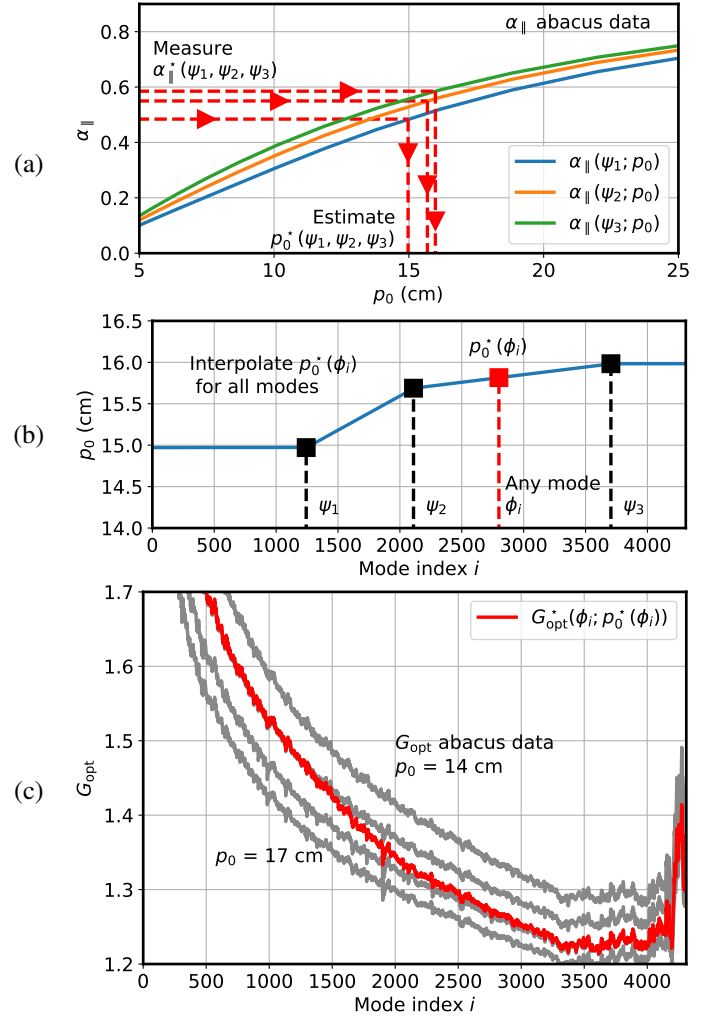 (a)
0.8
0.6
0.4
0.2
0.0
α∥
Measure
α∥⋆(ψ₁, ψ₂, ψ₃)
α∥ abacus data
Estimate
p₀⋆(ψ₁, ψ₂, ψ₃)
α∥(ψ₁; p₀)
α∥(ψ₂; p₀)
α∥(ψ₃; p₀)
5 10 15 20 25
p₀ (cm)
(b)
16.5
16.0
15.5
15.0
14.5
14.0
p₀ (cm)
Interpolate p₀⋆(ϕᵢ)
for all modes
p₀⋆(ϕᵢ)
Any mode
ψ₁ ψ₂ ϕᵢ ψ₃
0 500 1000 1500 2000 2500 3000 3500 4000
Mode index i
(c)
1.7
1.6
1.5
1.4
1.3
1.2
G_opt
G⋆_opt(ϕᵢ; p₀⋆(ϕᵢ))
G_opt abacus data
p₀ = 14 cm
p₀ = 17 cm
0 500 1000 1500 2000 2500 3000 3500 4000
Mode index i